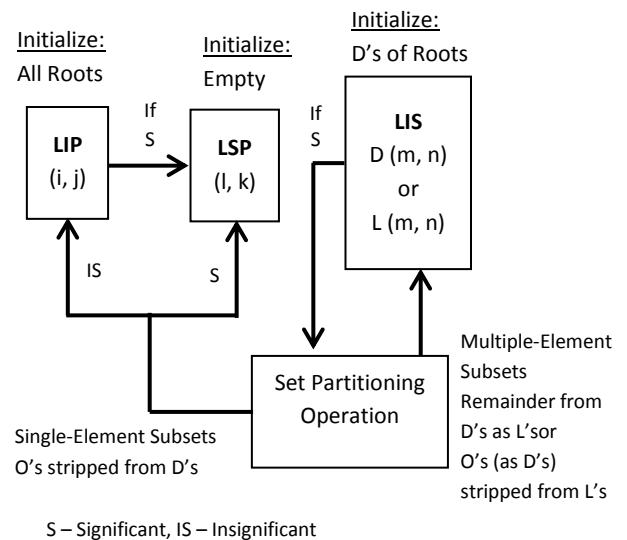 Initialize:
All Roots
Initialize:
Empty
Initialize:
D's of Roots
LIP
(i, j)
If
S
LSP
(l, k)
If
S
LIS
D (m, n)
or
L (m, n)
IS
S
Set Partitioning
Operation
Multiple-Element
Subsets
Remainder from
D's as L'sor
O's (as D's)
stripped from L's
Single-Element Subsets
O's stripped from D's
S – Significant, IS – Insignificant